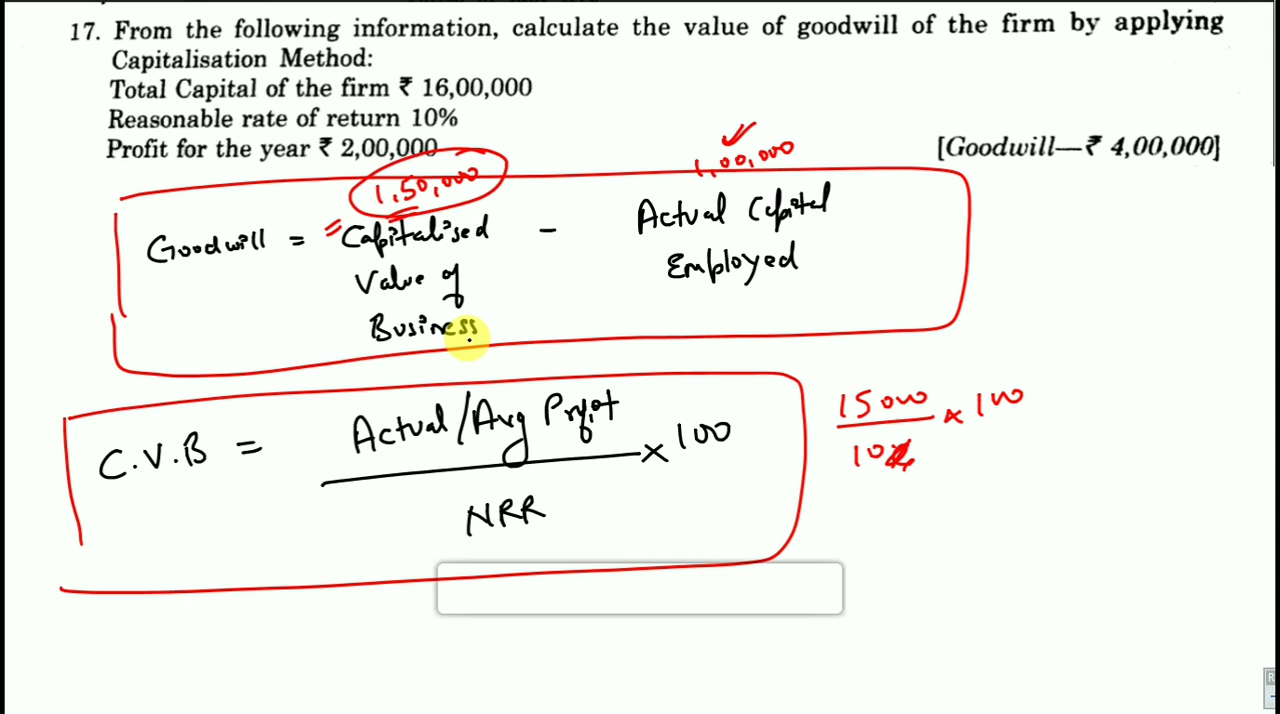 17. From the following information, calculate the value of goodwill of the firm by applying
Capitalisation Method:
Total Capital of the firm ₹ 16,00,000
Reasonable rate of return 10%
Profit for the year ₹ 2,00,000
[Goodwill—₹ 4,00,000]
1,50,000
1,00,000
Goodwill = Capitalised - Actual Capital
Value of Employed
Business
C.V.B = Actual/Avg Profit × 100
NRR
15000 × 100
10
R